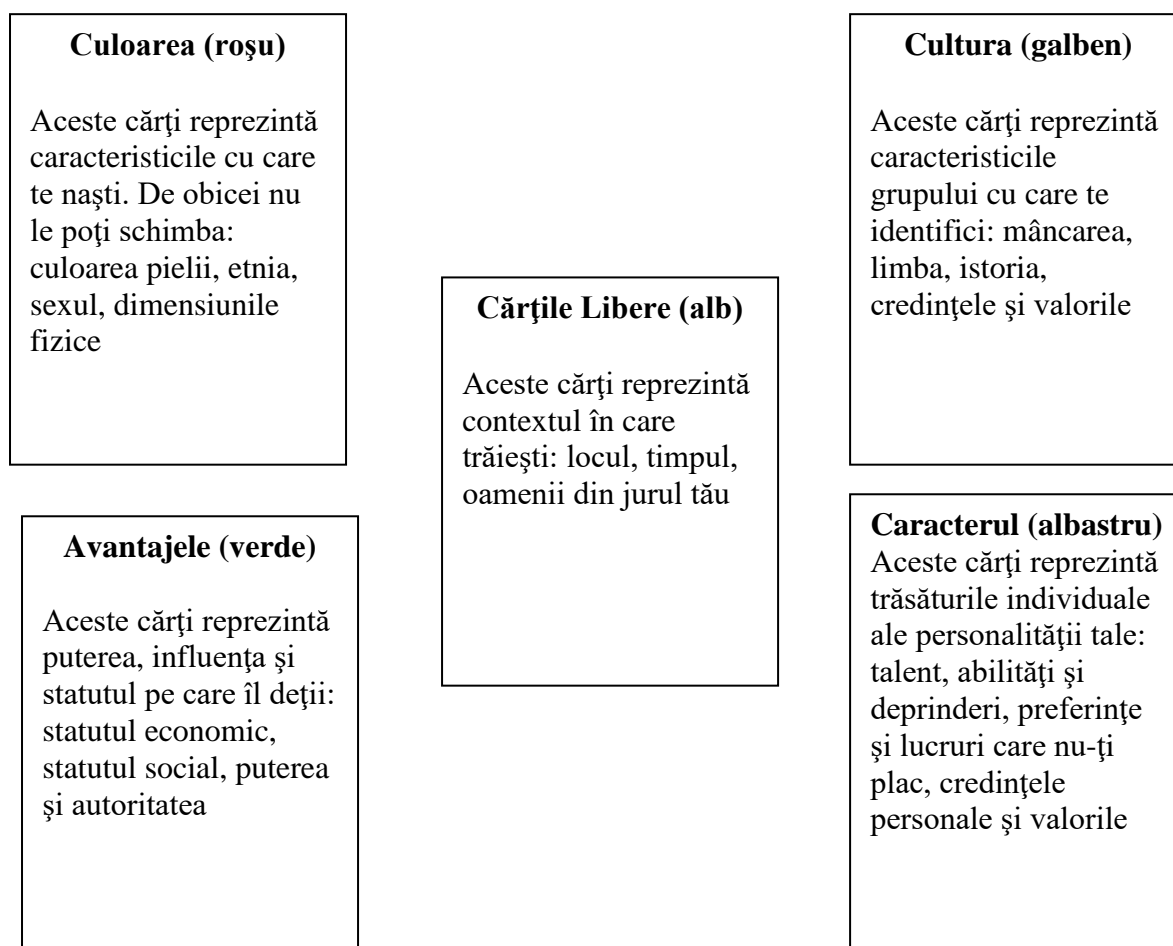 Culoarea (roşu)
Aceste cărţi reprezintă
caracteristicile cu care
te naşti. De obicei nu
le poţi schimba:
culoarea pielii, etnia,
sexul, dimensiunile
fizice
Cultura (galben)
Aceste cărţi reprezintă
caracteristicile
grupului cu care te
identifici: mâncarea,
limba, istoria,
credinţele şi valorile
Cărţile Libere (alb)
Aceste cărţi reprezintă
contextul în care
trăieşti: locul, timpul,
oamenii din jurul tău
Avantajele (verde)
Aceste cărţi reprezintă
puterea, influenţa şi
statutul pe care îl deţii:
statutul economic,
statutul social, puterea
şi autoritatea
Caracterul (albastru)
Aceste cărţi reprezintă
trăsăturile individuale
ale personalităţii tale:
talent, abilităţi şi
deprinderi, preferinţe
şi lucruri care nu-ţi
plac, credinţele
personale şi valorile